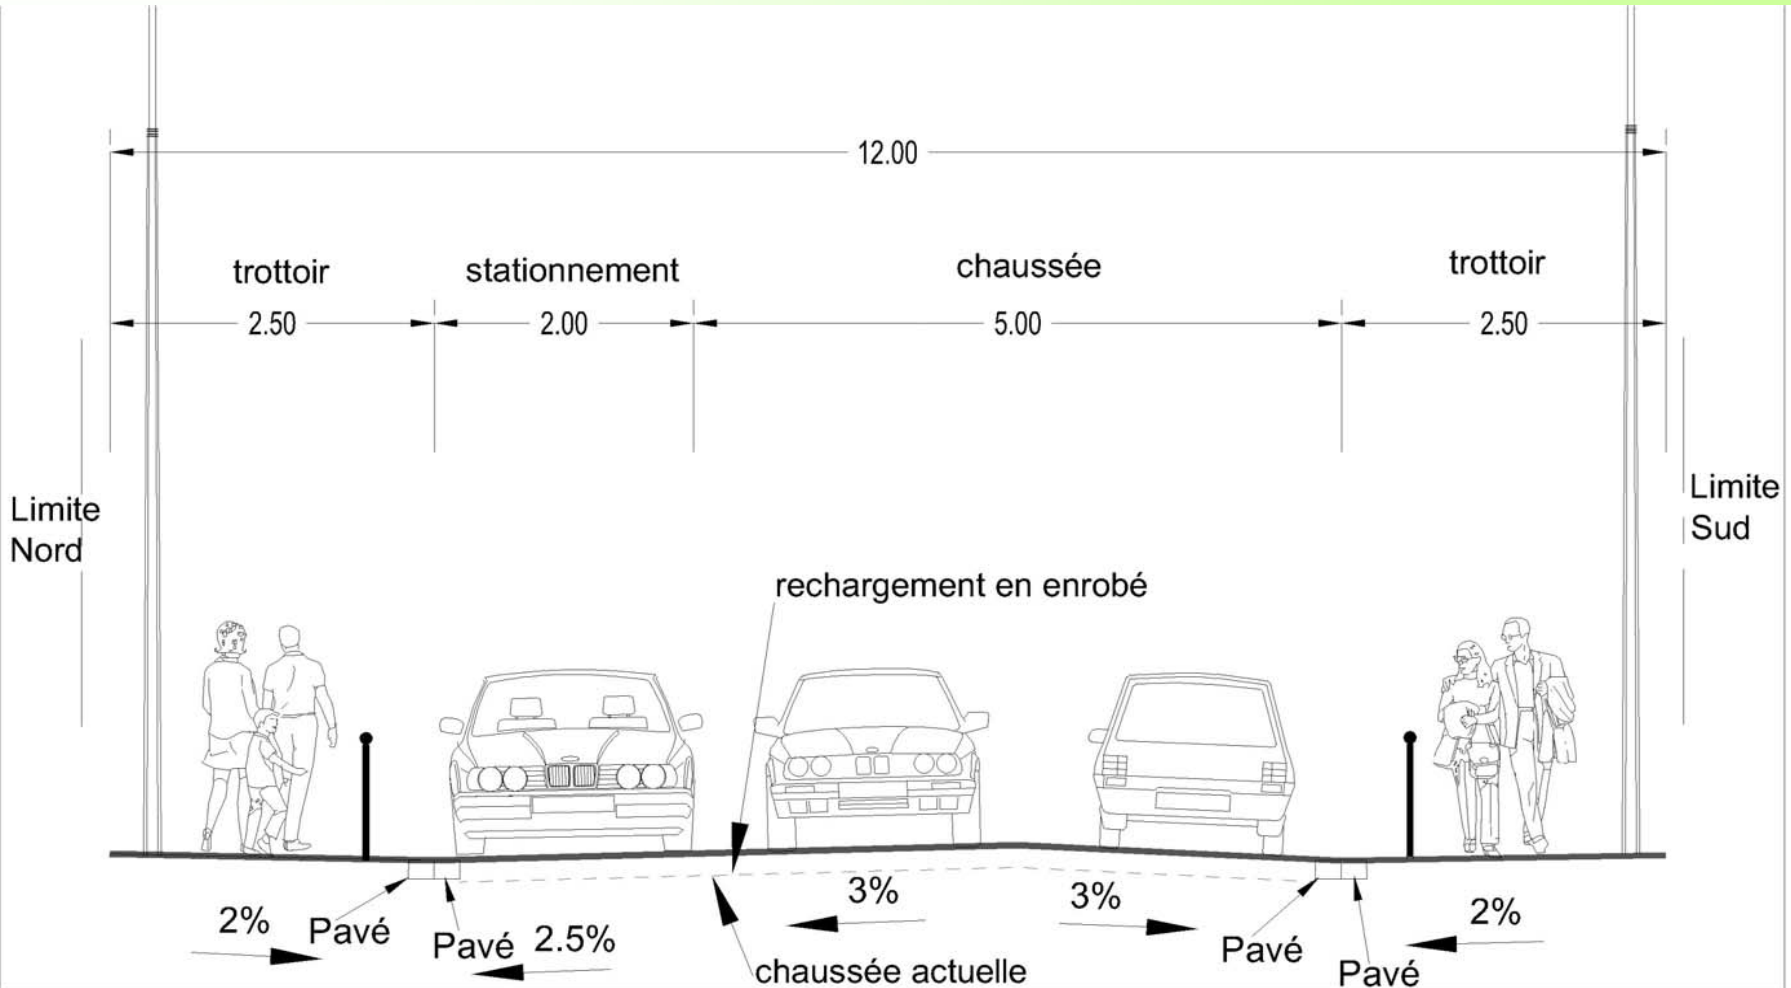 12.00
trottoir
stationnement
chaussée
trottoir
2.50
2.00
5.00
2.50
Limite
Nord
Limite
Sud
rechargement en enrobé
2%
Pavé
Pavé
2.5%
3%
3%
Pavé
Pavé
2%
chaussée actuelle